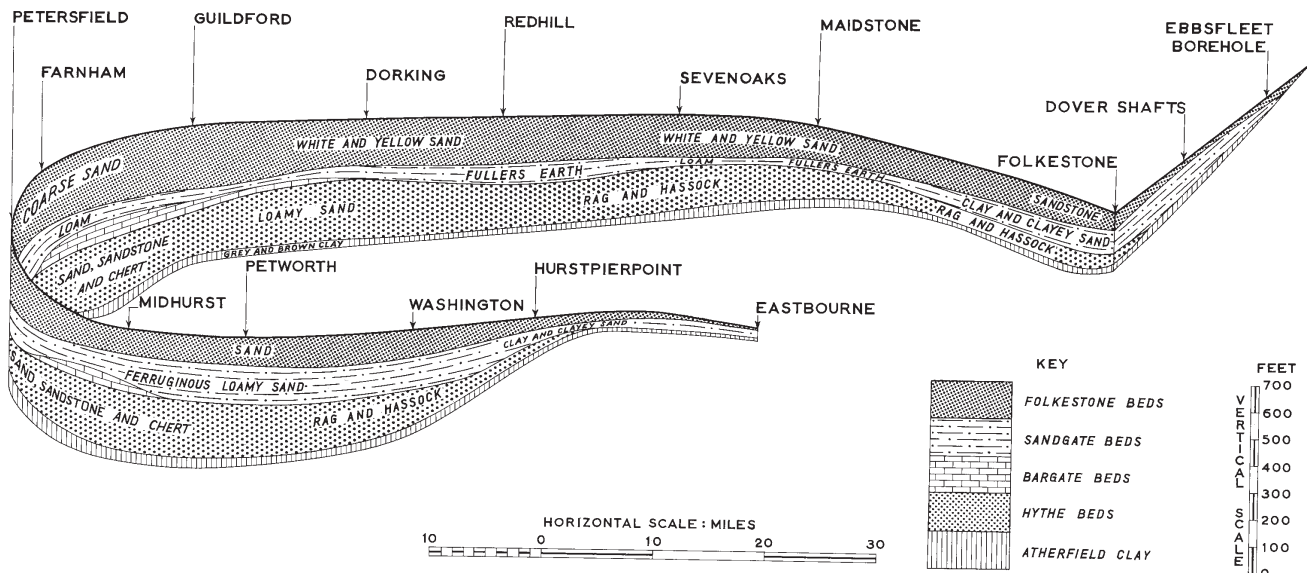 PETERSFIELD
GUILDFORD
REDHILL
MAIDSTONE
EBBSFLEET
BOREHOLE
FARNHAM
DORKING
SEVENOAKS
DOVER SHAFTS
FOLKESTONE
COARSE SAND
WHITE AND YELLOW SAND
WHITE AND YELLOW SAND
LOAM
FULLERS EARTH
LOAM
FULLERS EARTH
SANDSTONE
CLAY AND CLAYEY SAND
RAG AND HASSOCK
LOAMY SAND
RAG AND HASSOCK
SAND, SANDSTONE
AND CHERT
GREY AND BROWN CLAY
PETWORTH
HURSTPIERPOINT
MIDHURST
WASHINGTON
EASTBOURNE
SAND
CLAY AND CLAYEY SAND
FERRUGINOUS LOAMY SAND
SAND, SANDSTONE AND CHERT
RAG AND HASSOCK
KEY
FOLKESTONE BEDS
SANDGATE BEDS
BARGATE BEDS
HYTHE BEDS
ATHERFIELD CLAY
FEET
700
600
500
400
300
200
100
0
VERTICAL SCALE
HORIZONTAL SCALE: MILES
10 0 10 20 30